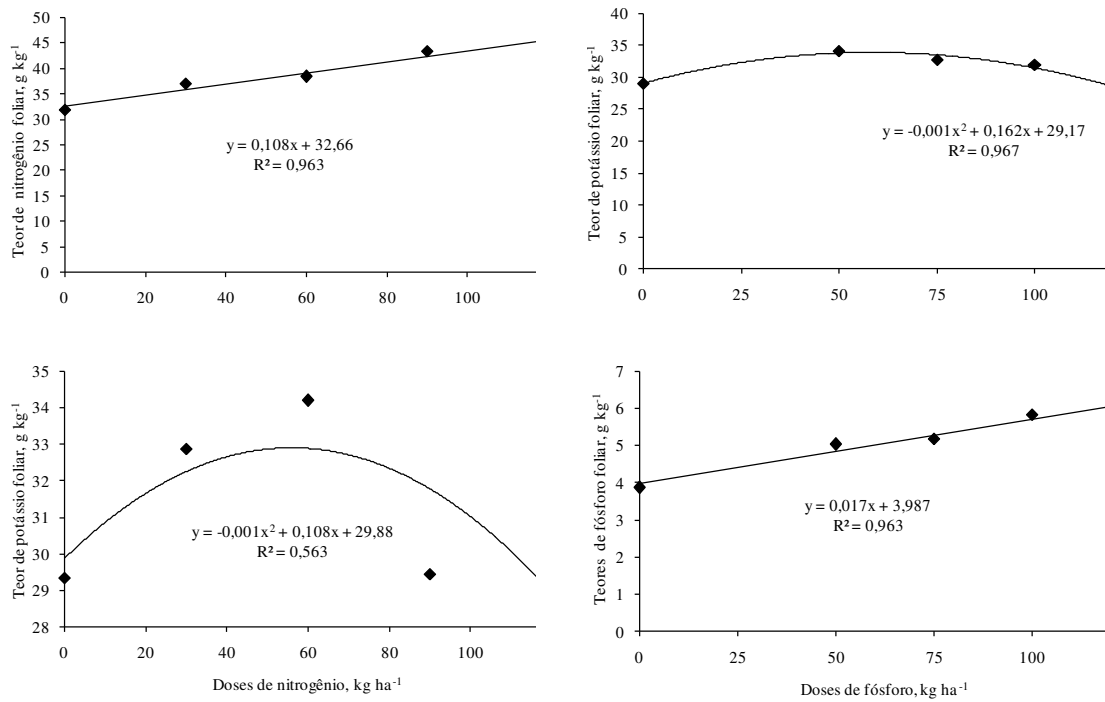 Teor de nitrogênio foliar, g kg-1
50
45
40
35
30
25
20
15
10
5
0
y = 0,108x + 32,66
R² = 0,963
0 20 40 60 80 100
Teor de potássio foliar, g kg-1
40
35
30
25
20
15
10
5
0
y = -0,001x² + 0,162x + 29,17
R² = 0,967
0 25 50 75 100
Teor de potássio foliar, g kg-1
35
34
33
32
31
30
29
28
y = -0,001x² + 0,108x + 29,88
R² = 0,563
0 20 40 60 80 100
Doses de nitrogênio, kg ha-1
Teores de fósforo foliar, g kg-1
7
6
5
4
3
2
1
0
y = 0,017x + 3,987
R² = 0,963
0 25 50 75 100
Doses de fósforo, kg ha-1